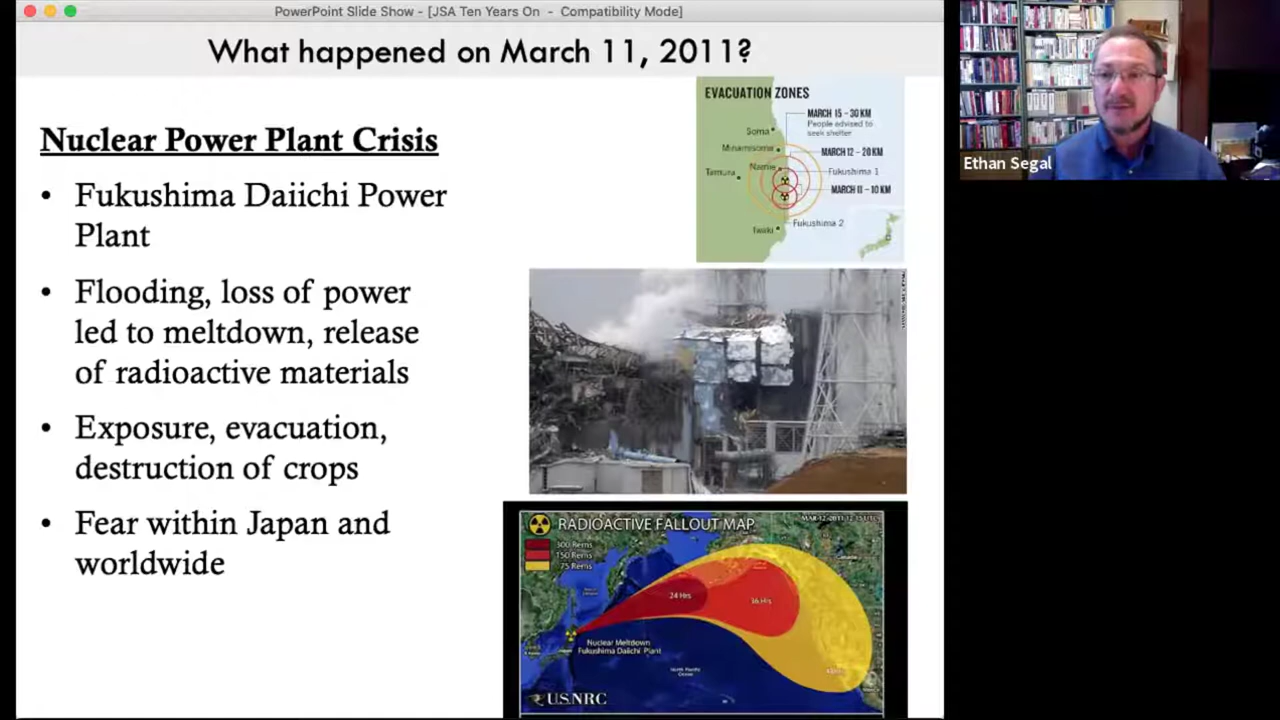 PowerPoint Slide Show - [JSA Ten Years On - Compatibility Mode]
What happened on March 11, 2011?
Nuclear Power Plant Crisis
• Fukushima Daiichi Power
Plant
• Flooding, loss of power
led to meltdown, release
of radioactive materials
• Exposure, evacuation,
destruction of crops
• Fear within Japan and
worldwide
EVACUATION ZONES
MARCH 15 – 30 KM
People advised to
seek shelter
Soma
Minamisoma
MARCH 12 – 20 KM
Namie
Tamura
Fukushima 1
MARCH 11 – 10 KM
Fukushima 2
Iwaki
RADIOACTIVE FALLOUT MAP
300 Rems
150 Rems
75 Rems
Canada
24 Hrs
36 Hrs
Nuclear Meltdown
Fukushima Daiichi Plant
North Pacific
Ocean
U.S.NRC
Ethan Segal